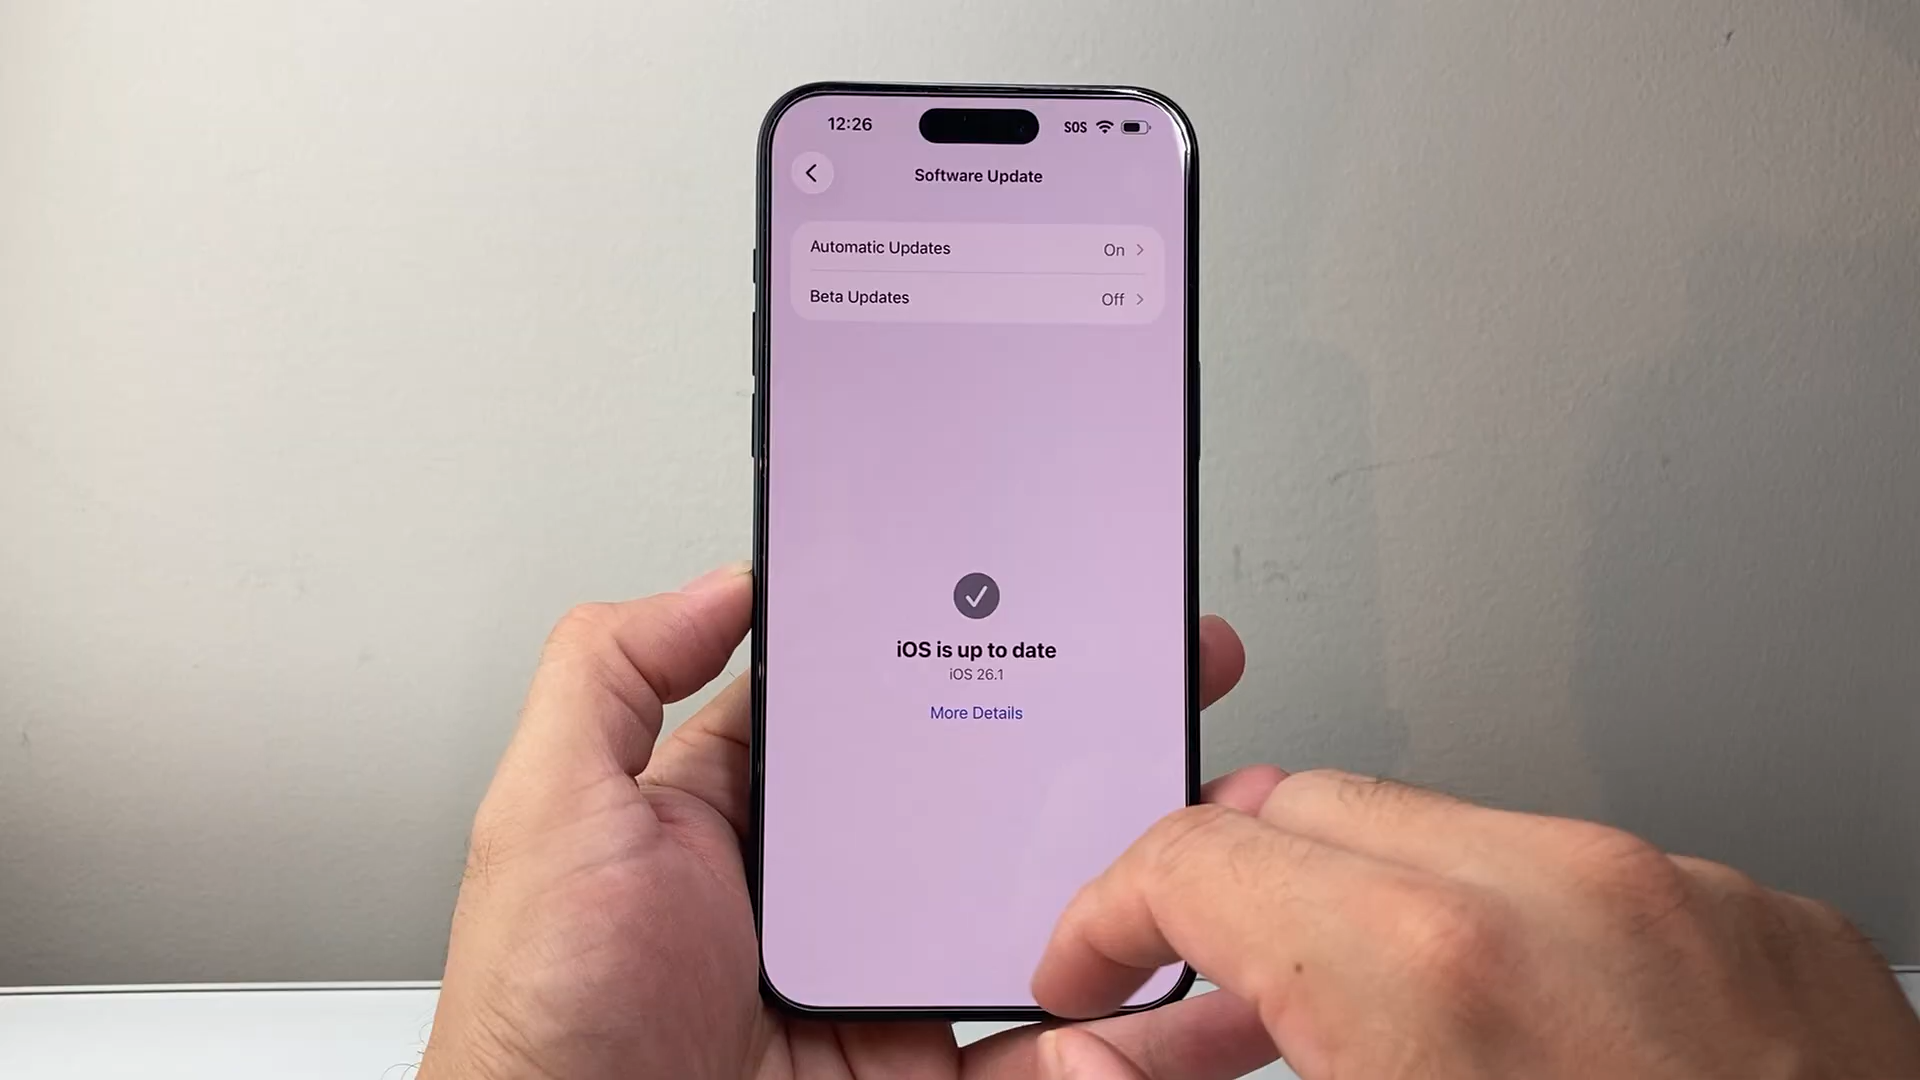 12:26 SOS
Software Update
Automatic Updates On
Beta Updates Off
iOS is up to date
iOS 26.1
More Details